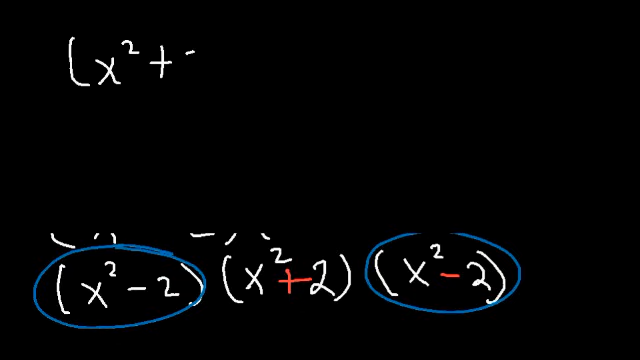 (x² +
(x² - 2) (x² + 2) (x² - 2)